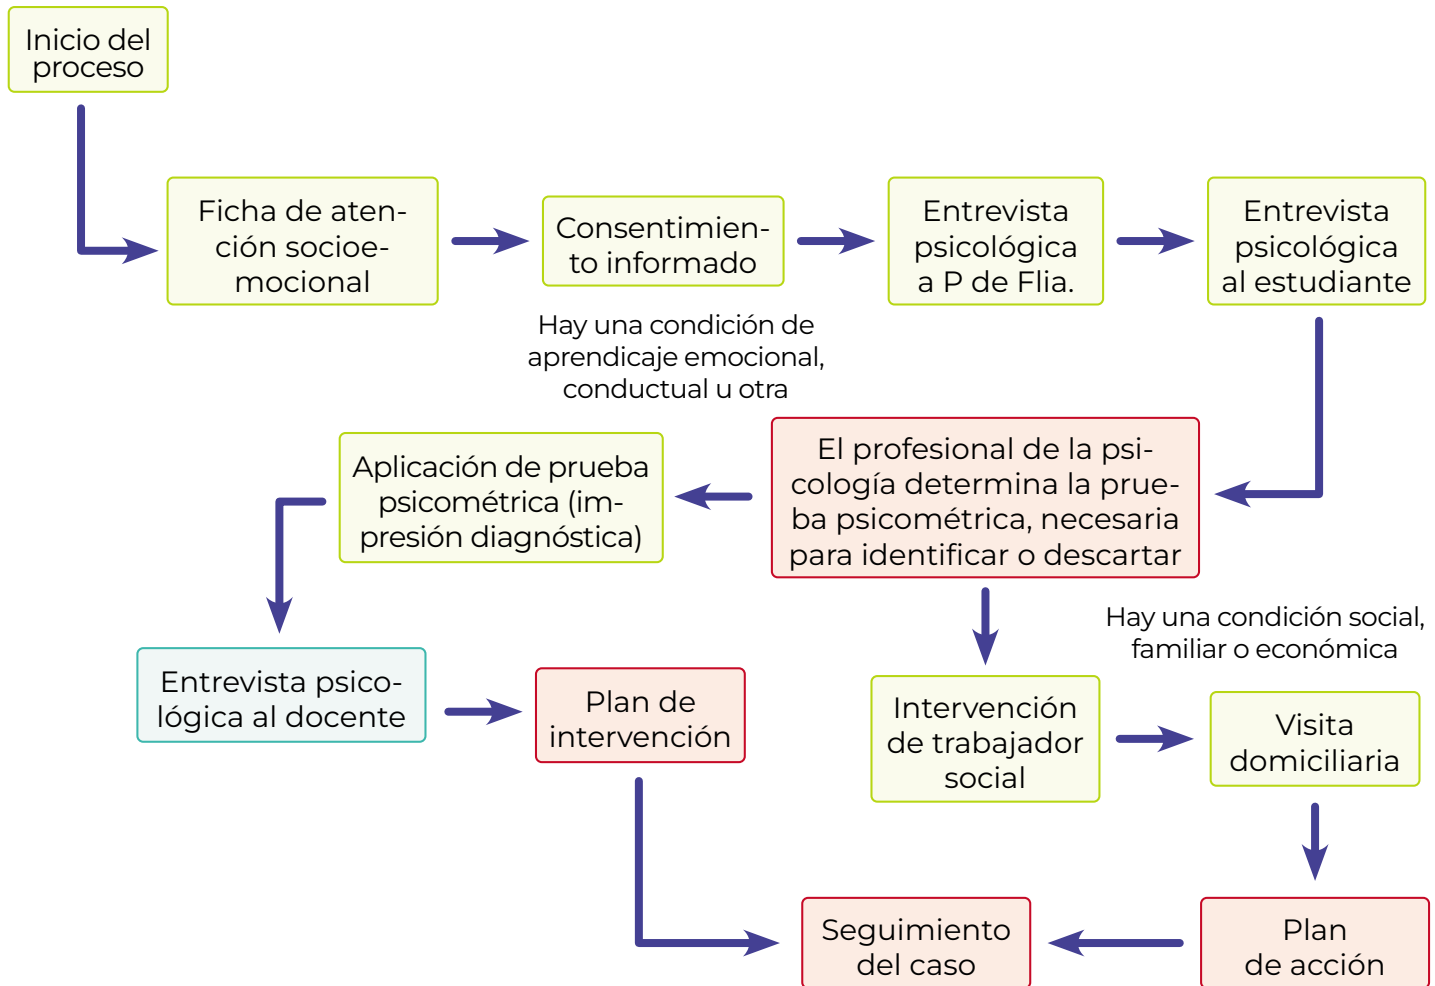 Inicio del
proceso
Ficha de aten-
ción socioe-
mocional
Consentimien-
to informado
Entrevista
psicológica
a P de Flia.
Entrevista
psicológica
al estudiante
Hay una condición de
aprendicaje emocional,
conductual u otra
El profesional de la psi-
cología determina la prue-
ba psicométrica, necesaria
para identificar o descartar
Aplicación de prueba
psicométrica (im-
presión diagnóstica)
Entrevista psico-
lógica al docente
Plan de
intervención
Hay una condición social,
familiar o económica
Intervención
de trabajador
social
Visita
domiciliaria
Plan
de acción
Seguimiento
del caso